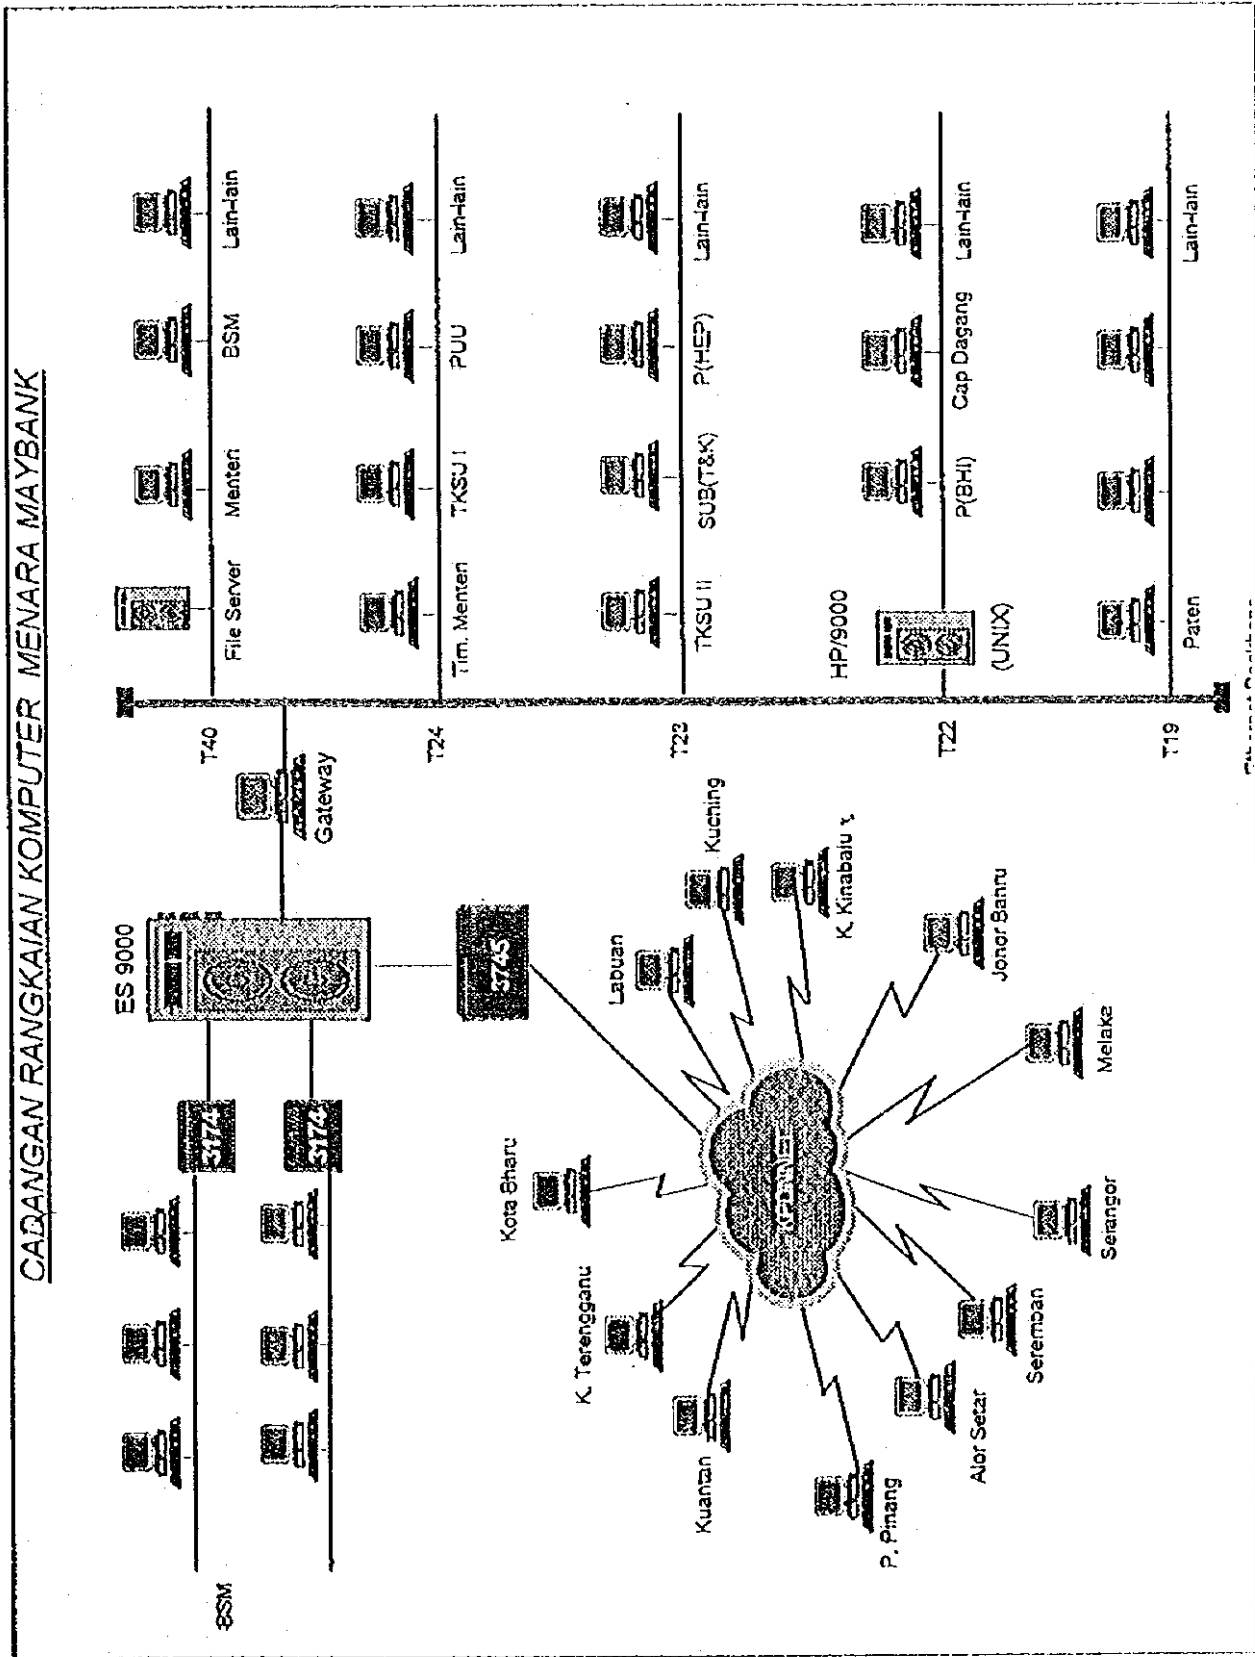 CADANGAN RANGKAIAN KOMPUTER MENARA MAYBANK
ES 9000
Gateway
3174
3174
3745
BSM
T40
File Server
Menten
BSM
Lain-lain
T24
Tim. Menten
TKSU I
PUU
Lain-lain
T23
TKSU II
SUB(T&K)
P(HEP)
Lain-lain
T22
HP/9000
(UNIX)
P(BHI)
Cap Dagang
Lain-lain
T19
Paten
Lain-lain
Kota Bharu
K. Terengganu
Kuantan
P. Pinang
Alor Setar
Seremban
Selangor
Melaka
Johor Bahru
K. Kinabalu
Kuching
Labuan